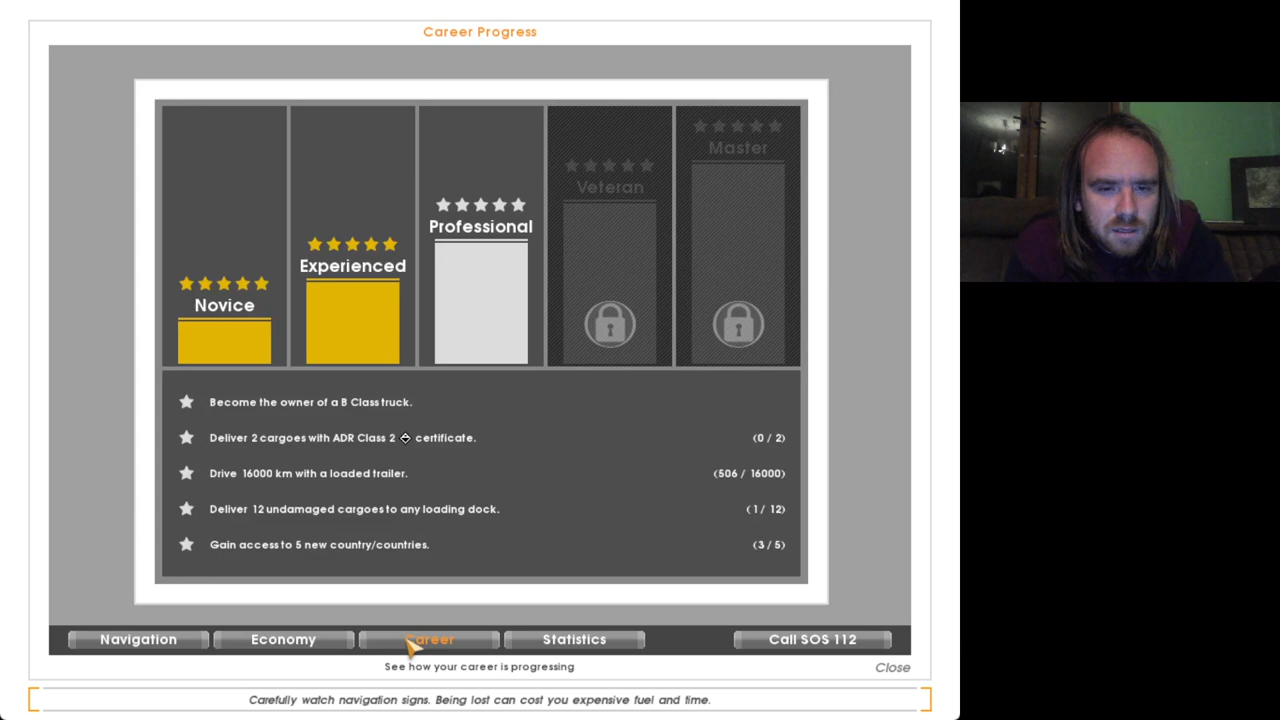 Career Progress
Master
Veteran
Professional
Experienced
Novice
Become the owner of a B Class truck.
Deliver 2 cargoes with ADR Class 2 certificate. (0 / 2)
Drive 16000 km with a loaded trailer. (506 / 16000)
Deliver 12 undamaged cargoes to any loading dock. (1 / 12)
Gain access to 5 new country/countries. (3 / 5)
Navigation Economy Career Statistics Call SOS 112
See how your career is progressing
Close
Carefully watch navigation signs. Being lost can cost you expensive fuel and time.